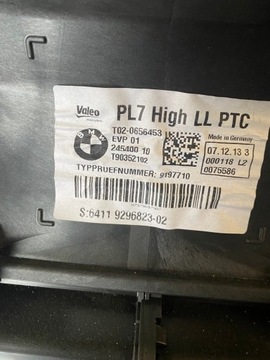 Valeo PL7 High LL PTC
BMW
T02-0656453
EVP 01
245400 10
T90352102
Made in Germany
07.12.13 3
000118 L2
0075586
TYPPRUEFNUMMER: 9197710
S:6411 9296823-02